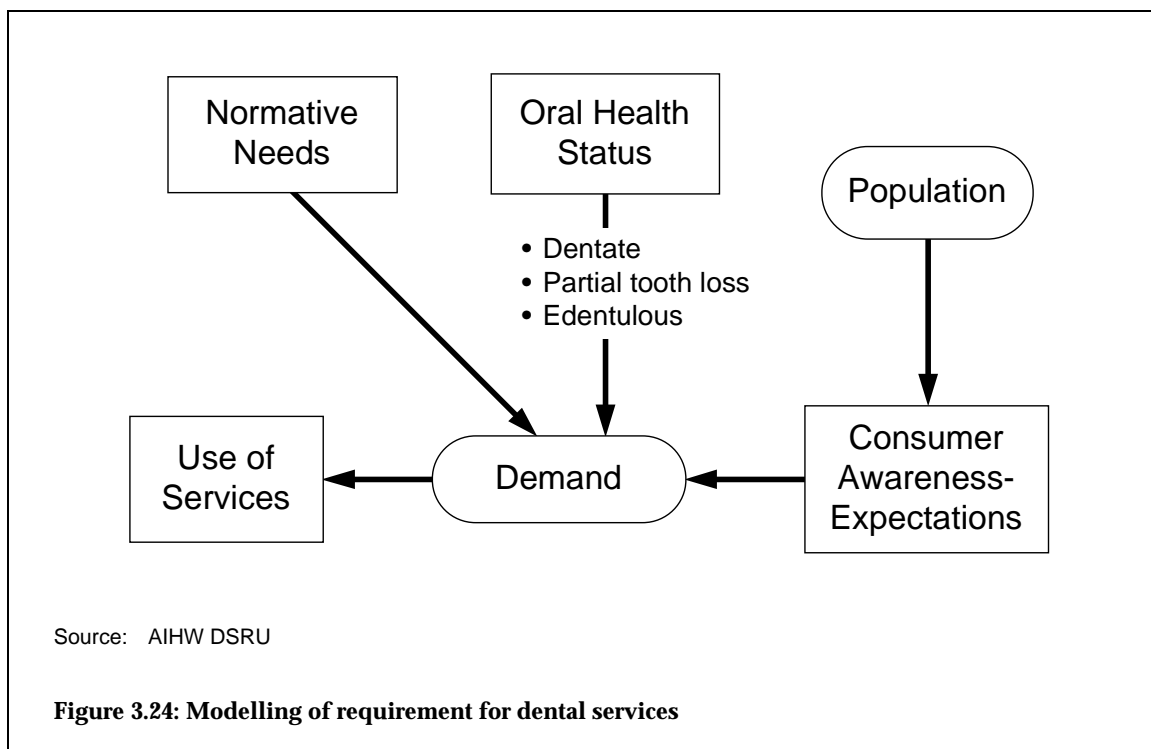 Normative
Needs
Oral Health
Status
Population
• Dentate
• Partial tooth loss
• Edentulous
Use of
Services
Demand
Consumer
Awareness-
Expectations
Source: AIHW DSRU
Figure 3.24: Modelling of requirement for dental services